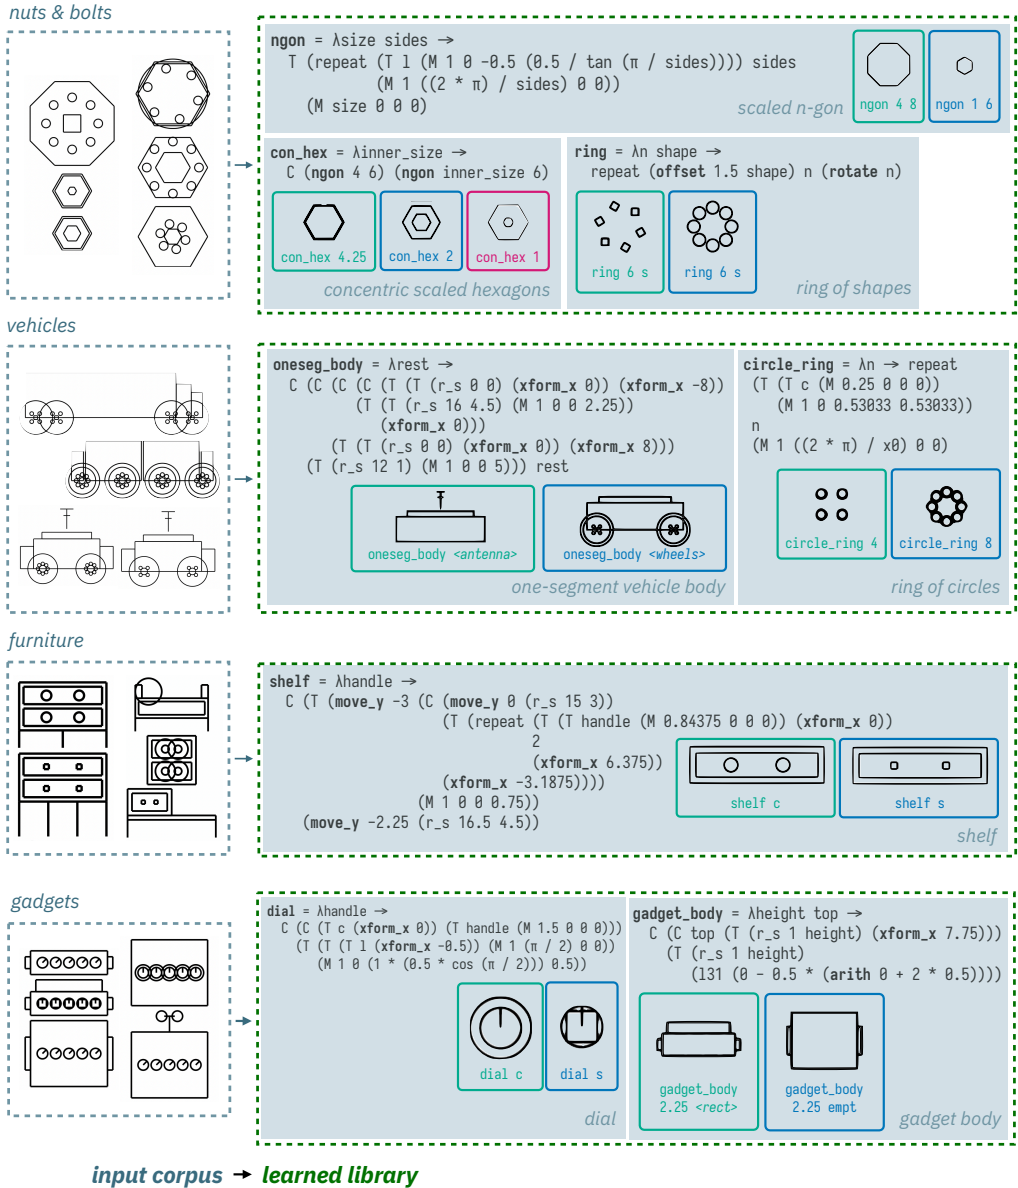 nuts & bolts
ngon = λsize sides →
T (repeat (T l (M 1 0 -0.5 (0.5 / tan (π / sides)))) sides
(M 1 ((2 * π) / sides) 0 0))
(M size 0 0 0)
scaled n-gon
ngon 4 8
ngon 1 6
con_hex = λinner_size →
C (ngon 4 6) (ngon inner_size 6)
con_hex 4.25
con_hex 2
con_hex 1
concentric scaled hexagons
ring = λn shape →
repeat (offset 1.5 shape) n (rotate n)
ring 6 s
ring 6 s
ring of shapes
vehicles
oneseg_body = λrest →
C (C (C (C (T (T (r_s 0 0) (xform_x 0)) (xform_x -8))
(T (T (r_s 16 4.5) (M 1 0 0 2.25))
(xform_x 0)))
(T (T (r_s 0 0) (xform_x 0)) (xform_x 8)))
(T (r_s 12 1) (M 1 0 0 5))) rest
oneseg_body <antenna>
oneseg_body <wheels>
one-segment vehicle body
circle_ring = λn → repeat
(T (T c (M 0.25 0 0 0))
(M 1 0 0.53033 0.53033))
n
(M 1 ((2 * π) / x0) 0 0)
circle_ring 4
circle_ring 8
ring of circles
furniture
shelf = λhandle →
C (T (move_y -3 (C (move_y 0 (r_s 15 3))
(T (repeat (T (T handle (M 0.84375 0 0 0)) (xform_x 0))
2
(xform_x 6.375))
(xform_x -3.1875))))
(M 1 0 0 0.75))
(move_y -2.25 (r_s 16.5 4.5))
shelf c
shelf s
shelf
gadgets
dial = λhandle →
C (C (T c (xform_x 0)) (T handle (M 1.5 0 0 0)))
(T (T (T l (xform_x -0.5)) (M 1 (π / 2) 0 0))
(M 1 0 (1 * (0.5 * cos (π / 2))) 0.5))
dial c
dial s
dial
gadget_body = λheight top →
C (C top (T (r_s 1 height) (xform_x 7.75)))
(T (r_s 1 height)
(l31 (0 − 0.5 * (arith 0 + 2 * 0.5))))
gadget_body
2.25 <rect>
gadget_body
2.25 empt
gadget body
input corpus → learned library